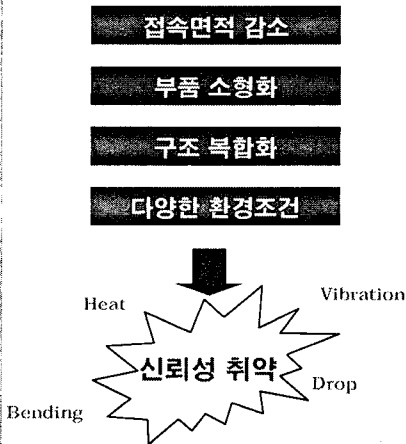 접속면적 감소
부품 소형화
구조 복합화
다양한 환경조건
Heat
Vibration
신뢰성 취약
Drop
Bending